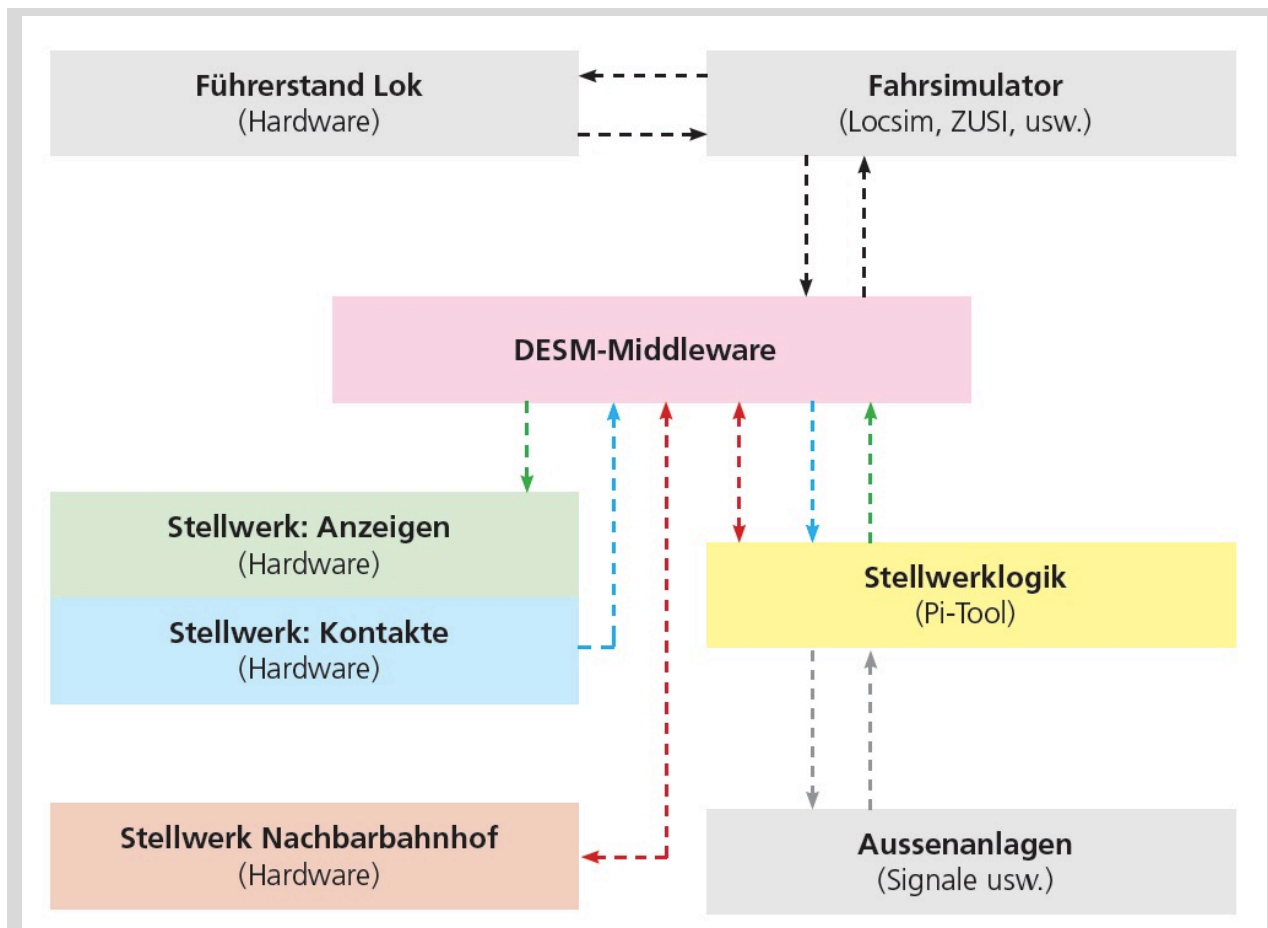 Führerstand Lok
(Hardware)
Fahrsimulator
(Locsim, ZUSI, usw.)
DESM-Middleware
Stellwerk: Anzeigen
(Hardware)
Stellwerk: Kontakte
(Hardware)
Stellwerklogik
(Pi-Tool)
Stellwerk Nachbarbahnhof
(Hardware)
Aussenanlagen
(Signale usw.)